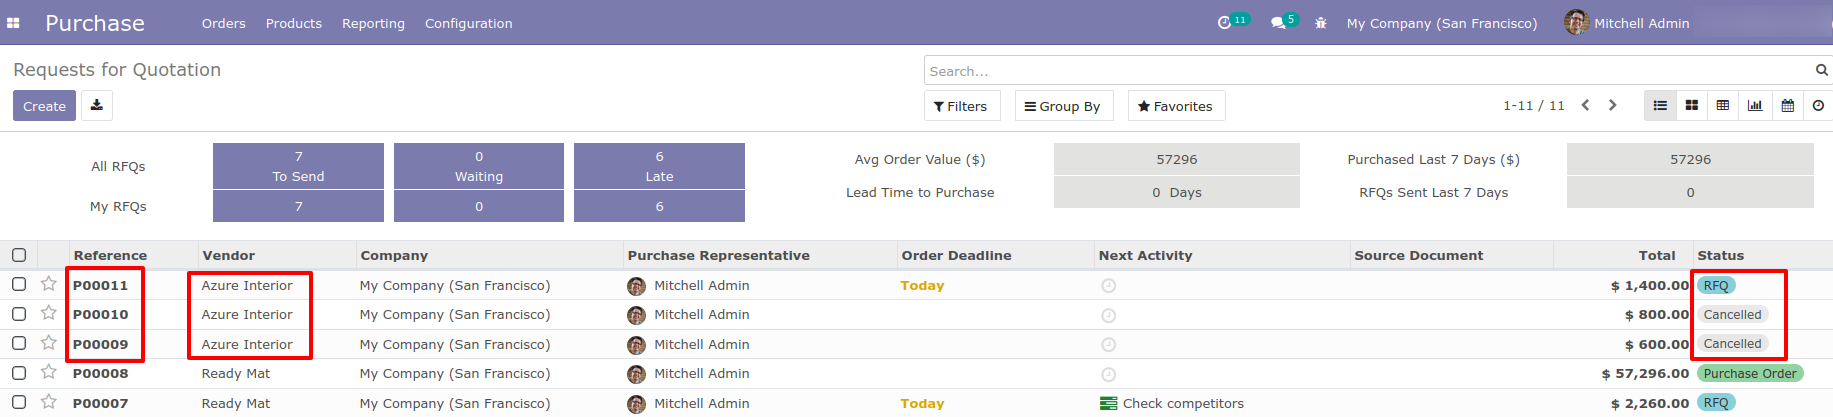 Purchase Orders Products Reporting Configuration 11 5 My Company (San Francisco) Mitchell Admin
Requests for Quotation Search...
Create Filters Group By Favorites 1-11 / 11
All RFQs 7 To Send 0 Waiting 6 Late Avg Order Value ($) 57296 Purchased Last 7 Days ($) 57296
My RFQs 7 0 6 Lead Time to Purchase 0 Days RFQs Sent Last 7 Days 0
Reference Vendor Company Purchase Representative Order Deadline Next Activity Source Document Total Status
P00011 Azure Interior My Company (San Francisco) Mitchell Admin Today $ 1,400.00 RFQ
P00010 Azure Interior My Company (San Francisco) Mitchell Admin $ 800.00 Cancelled
P00009 Azure Interior My Company (San Francisco) Mitchell Admin $ 600.00 Cancelled
P00008 Ready Mat My Company (San Francisco) Mitchell Admin $ 57,296.00 Purchase Order
P00007 Ready Mat My Company (San Francisco) Mitchell Admin Today Check competitors $ 2,260.00 RFQ